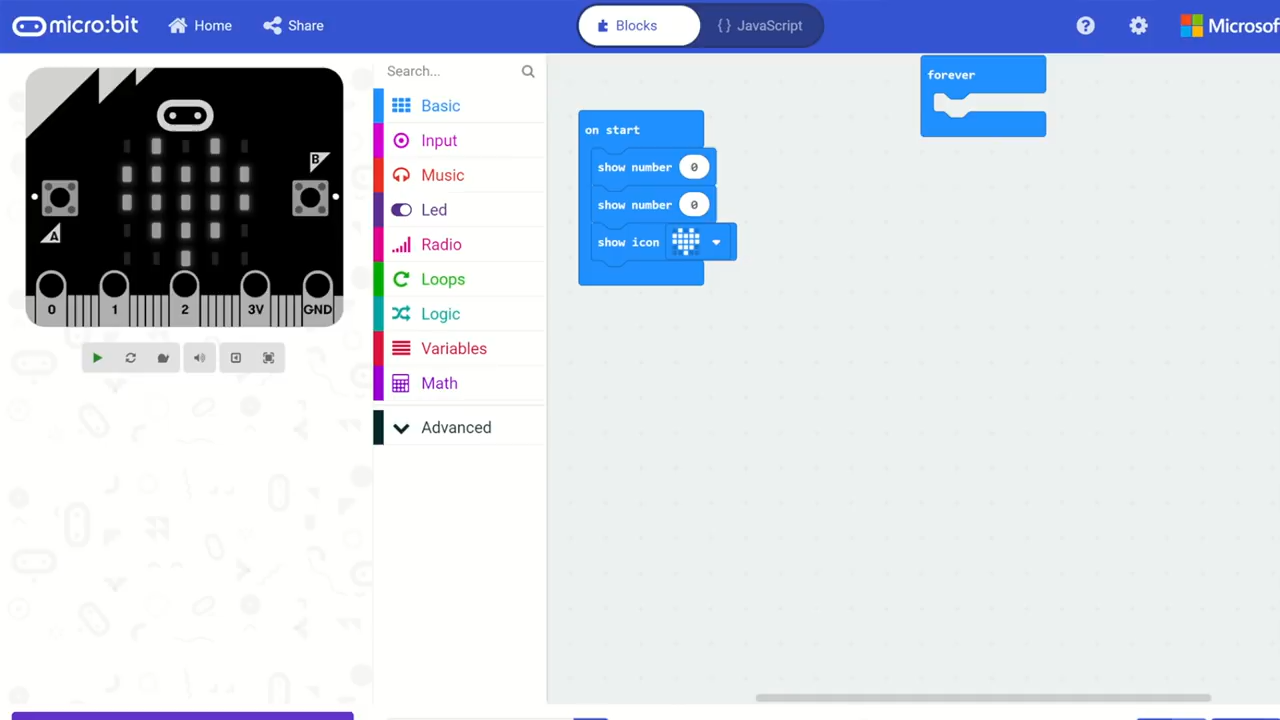 micro:bit Home Share Blocks { } JavaScript ? Microsof
Search...
Basic
Input
Music
Led
Radio
Loops
Logic
Variables
Math
Advanced
A
B
0 1 2 3V GND
on start
show number 0
show number 0
show icon
forever